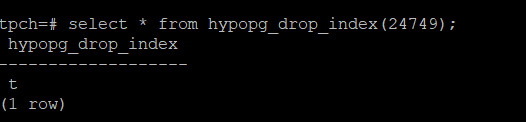 tpch=# select * from hypopg_drop_index(24749);
 hypopg_drop_index
-------------------
 t
(1 row)